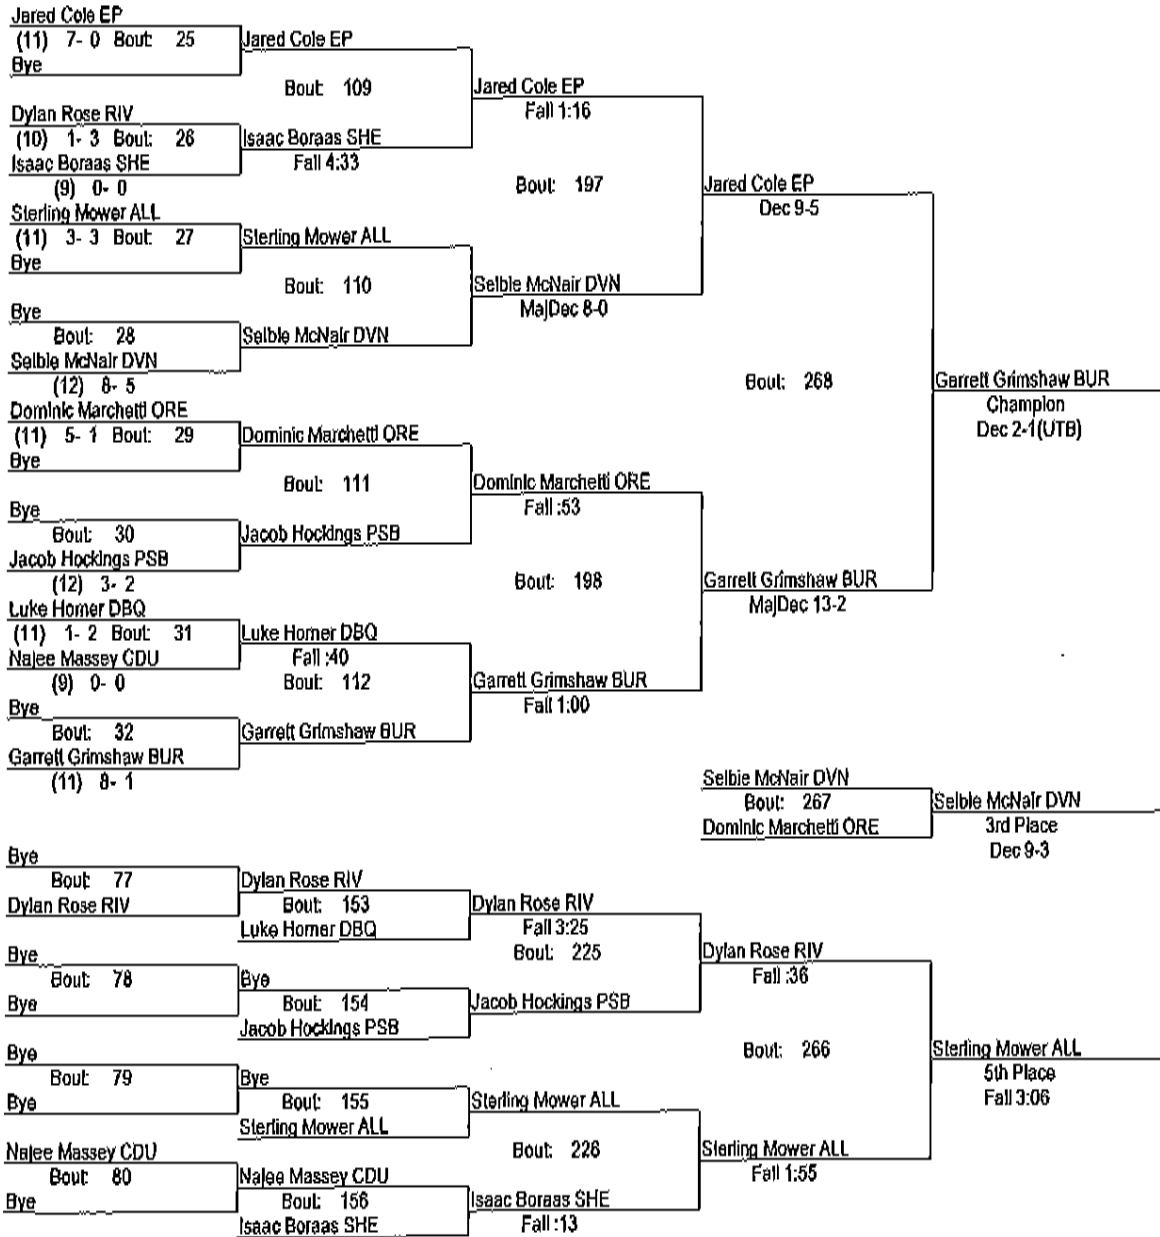 Jared Cole EP
(11) 7- 0 Bout: 25
Bye
Jared Cole EP
Bout: 109
Dylan Rose RIV
(10) 1- 3 Bout: 26
Isaac Boraas SHE
(9) 0- 0
Isaac Boraas SHE
Fall 4:33
Jared Cole EP
Fall 1:16
Bout: 197
Sterling Mower ALL
(11) 3- 3 Bout: 27
Bye
Sterling Mower ALL
Bout: 110
Bye
Bout: 28
Selbie McNair DVN
(12) 8- 5
Selbie McNair DVN
Selbie McNair DVN
MajDec 8-0
Jared Cole EP
Dec 9-5
Bout: 268
Dominic Marchetti ORE
(11) 5- 1 Bout: 29
Bye
Dominic Marchetti ORE
Bout: 111
Bye
Bout: 30
Jacob Hockings PSB
(12) 3- 2
Jacob Hockings PSB
Dominic Marchetti ORE
Fall :53
Bout: 198
Luke Homer DBQ
(11) 1- 2 Bout: 31
Najee Massey CDU
(9) 0- 0
Luke Homer DBQ
Fall :40
Bout: 112
Bye
Bout: 32
Garrett Grimshaw BUR
(11) 8- 1
Garrett Grimshaw BUR
Garrett Grimshaw BUR
Fall 1:00
Garrett Grimshaw BUR
MajDec 13-2
Garrett Grimshaw BUR
Champion
Dec 2-1(UTB)
Selbie McNair DVN
Bout: 267
Dominic Marchetti ORE
Selbie McNair DVN
3rd Place
Dec 9-3
Bye
Bout: 77
Dylan Rose RIV
Dylan Rose RIV
Bout: 153
Luke Homer DBQ
Dylan Rose RIV
Fall 3:25
Bout: 225
Bye
Bout: 78
Bye
Bye
Bout: 154
Jacob Hockings PSB
Jacob Hockings PSB
Dylan Rose RIV
Fall :36
Bout: 266
Bye
Bout: 79
Bye
Bye
Bout: 155
Sterling Mower ALL
Sterling Mower ALL
Bout: 226
Najee Massey CDU
Bout: 80
Bye
Najee Massey CDU
Bout: 156
Isaac Boraas SHE
Isaac Boraas SHE
Fall :13
Sterling Mower ALL
Fall 1:55
Sterling Mower ALL
5th Place
Fall 3:06